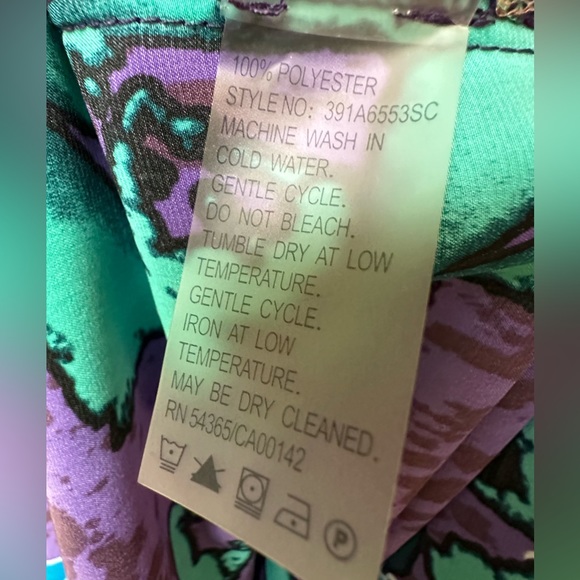 100% POLYESTER
STYLE NO: 391A6553SC
MACHINE WASH IN
COLD WATER.
GENTLE CYCLE.
DO NOT BLEACH.
TUMBLE DRY AT LOW
TEMPERATURE.
GENTLE CYCLE.
IRON AT LOW
TEMPERATURE.
MAY BE DRY CLEANED.
RN 54365/CA00142
P